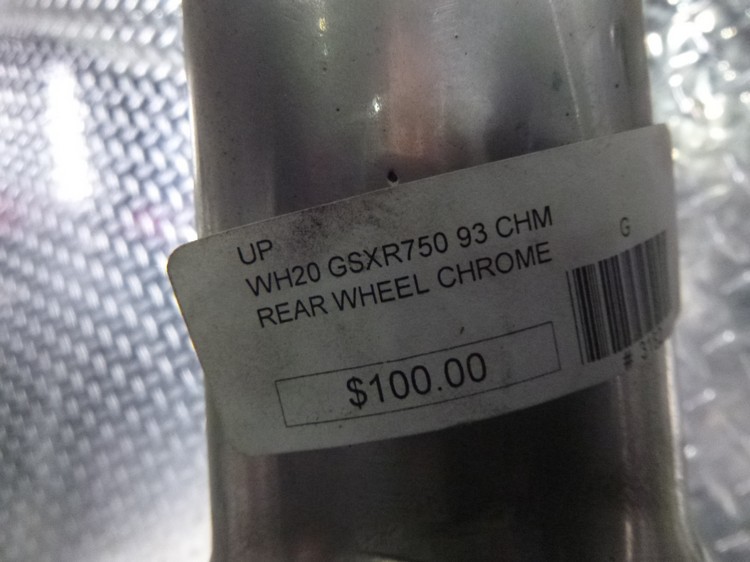 UP
WH20 GSXR750 93 CHM
REAR WHEEL CHROME
G
$100.00
#